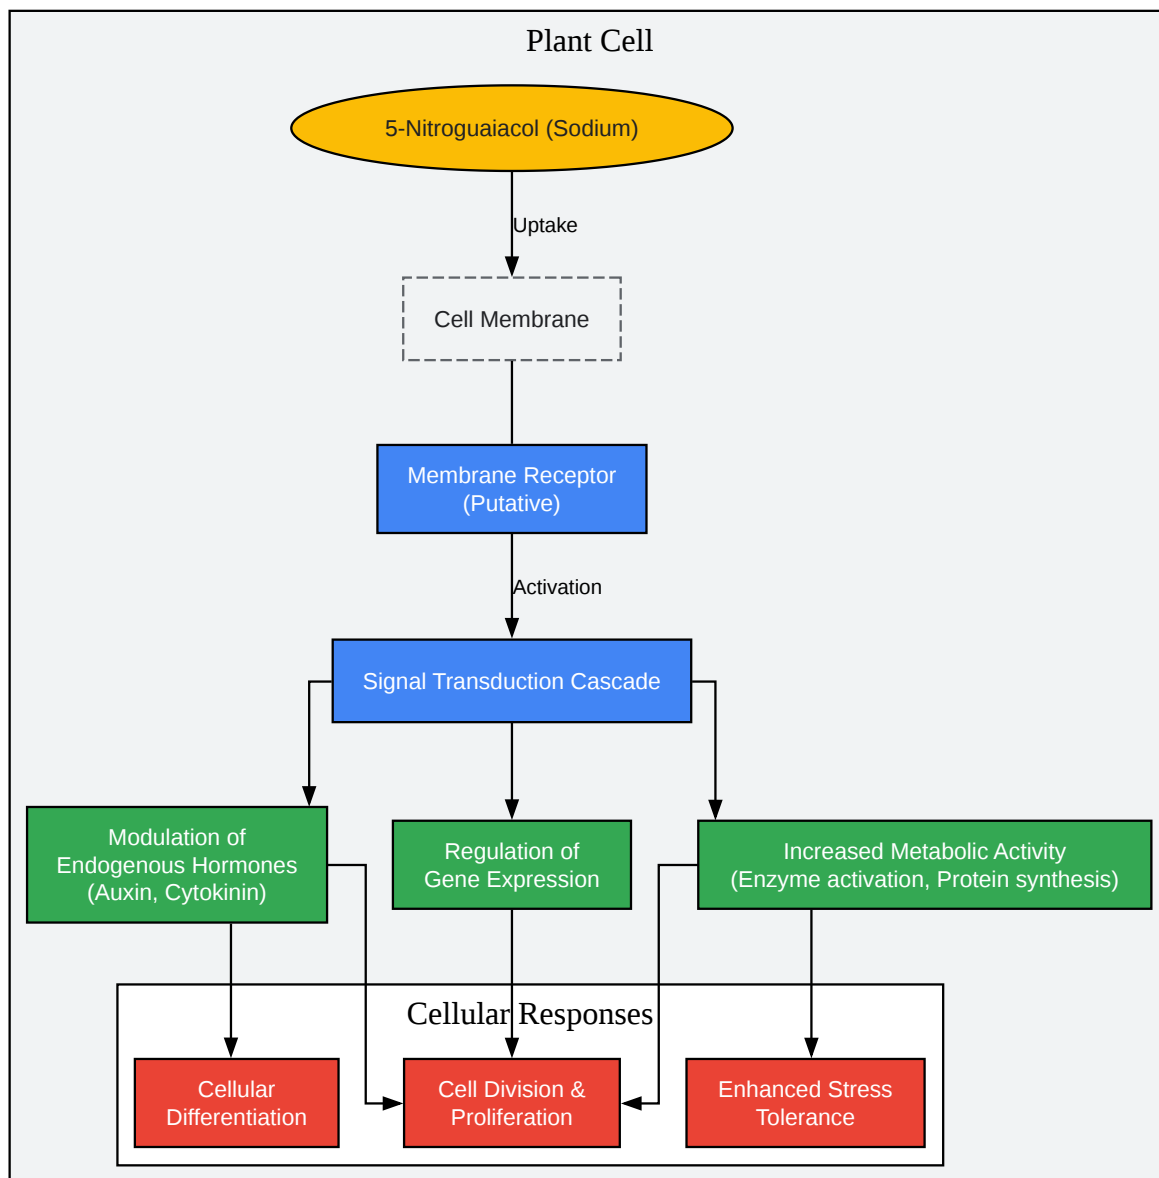 Plant Cell
5-Nitroguaiacol (Sodium)
Uptake
Cell Membrane
Membrane Receptor
(Putative)
Activation
Signal Transduction Cascade
Modulation of
Endogenous Hormones
(Auxin, Cytokinin)
Regulation of
Gene Expression
Increased Metabolic Activity
(Enzyme activation, Protein synthesis)
Cellular Responses
Cellular
Differentiation
Cell Division &
Proliferation
Enhanced Stress
Tolerance